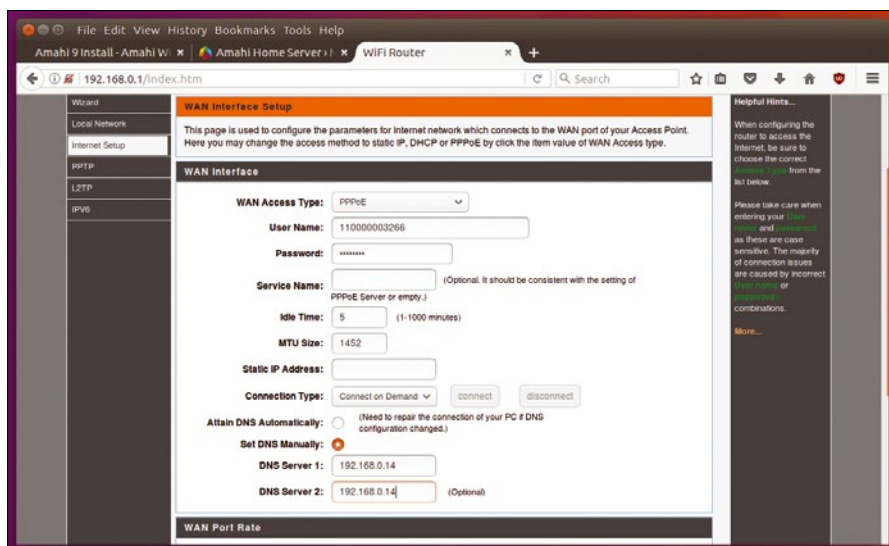 File Edit View History Bookmarks Tools Help
Amahi 9 Install - Amahi Wi
Amahi Home Server
WiFi Router
192.168.0.1/index.htm
Search
Wizard
Local Network
Internet Setup
PPTP
L2TP
IPV6
WAN Interface Setup
This page is used to configure the parameters for Internet network which connects to the WAN port of your Access Point.
Here you may change the access method to static IP, DHCP or PPPoE by click the item value of WAN Access type.
WAN Interface
WAN Access Type: PPPoE
User Name: 110000003266
Password: ••••••••
Service Name: (Optional. It should be consistent with the setting of
PPPoE Server or empty.)
Idle Time: 5 (1-1000 minutes)
MTU Size: 1452
Static IP Address:
Connection Type: Connect on Demand connect disconnect
Attain DNS Automatically: (Need to repair the connection of your PC if DNS
configuration changed.)
Set DNS Manually:
DNS Server 1: 192.168.0.14
DNS Server 2: 192.168.0.14 (Optional)
WAN Port Rate
Helpful Hints...
When configuring the
router to access the
Internet, be sure to
choose the correct
Access Type from the
list below.
Please take care when
entering your User
name and password
as these are case
sensitive. The majority
of connection issues
are caused by incorrect
User name or
password
combinations.
More...